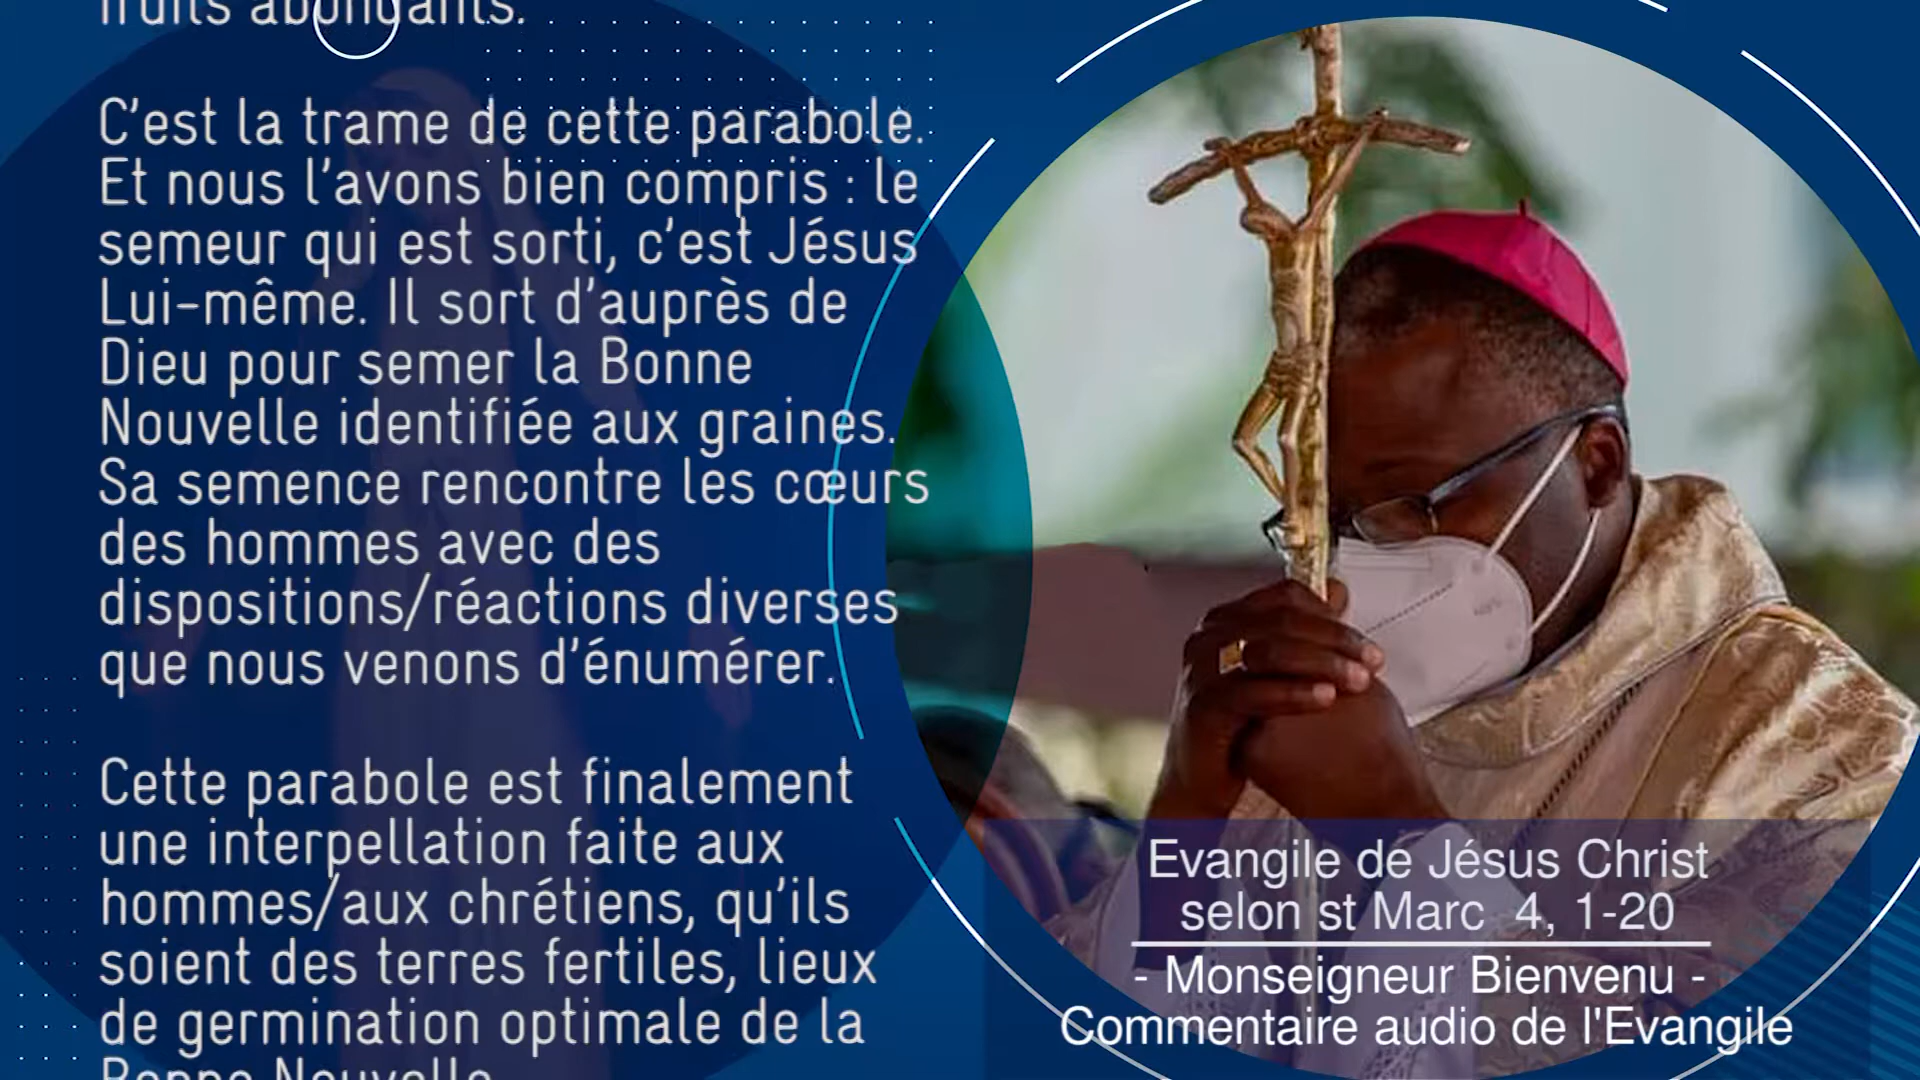 fruits abondants.
C'est la trame de cette parabole.
Et nous l'avons bien compris : le
semeur qui est sorti, c'est Jésus
Lui-même. Il sort d'auprès de
Dieu pour semer la Bonne
Nouvelle identifiée aux graines.
Sa semence rencontre les cœurs
des hommes avec des
dispositions/réactions diverses
que nous venons d'énumérer.
Cette parabole est finalement
une interpellation faite aux
hommes/aux chrétiens, qu'ils
soient des terres fertiles, lieux
de germination optimale de la
Bonne Nouvelle.
Evangile de Jésus Christ
selon st Marc 4, 1-20
- Monseigneur Bienvenu -
Commentaire audio de l'Evangile